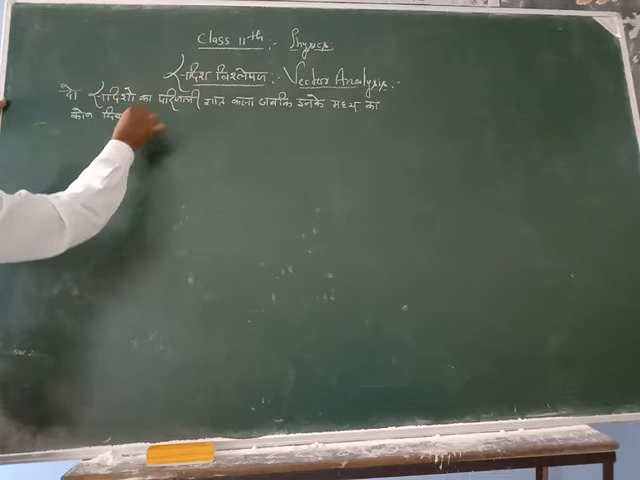 Class 11th :- Physics
सदिश विश्लेषण :- Vector Analysis :-
दो सदिशो का परिणामी ज्ञात करना जबकि इनके मध्य का
कोण दिया